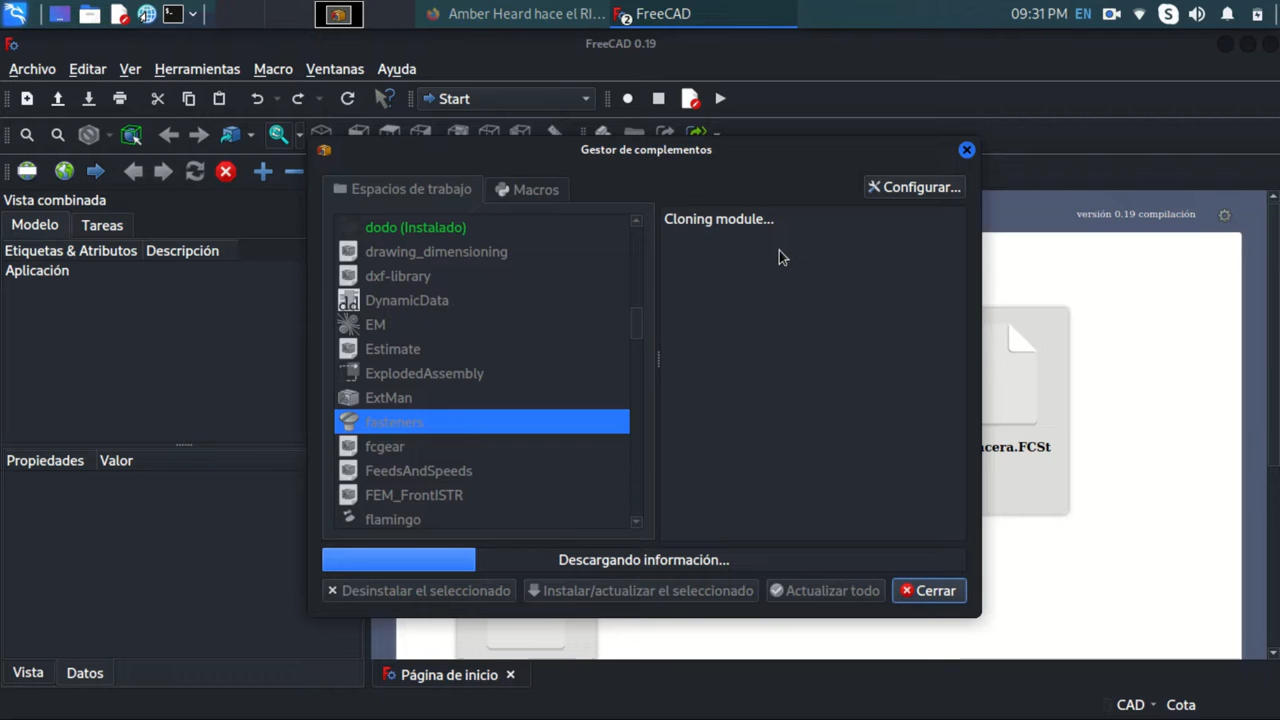 Amber Heard hace el RI...
FreeCAD
2
09:31 PM EN
FreeCAD 0.19
Archivo Editar Ver Herramientas Macro Ventanas Ayuda
Start
Gestor de complementos
Vista combinada
Espacios de trabajo
Macros
Configurar...
versión 0.19 compilación
Modelo
Tareas
Etiquetas & Atributos Descripción
Aplicación
dodo (Instalado)
drawing_dimensioning
dxf-library
DynamicData
EM
Estimate
ExplodedAssembly
ExtMan
fasteners
fcgear
FeedsAndSpeeds
FEM_FrontISTR
flamingo
Cloning module...
acera.FCSt
Propiedades Valor
Descargando información...
Desinstalar el seleccionado
Instalar/actualizar el seleccionado
Actualizar todo
Cerrar
Vista Datos
Página de inicio
CAD Cota